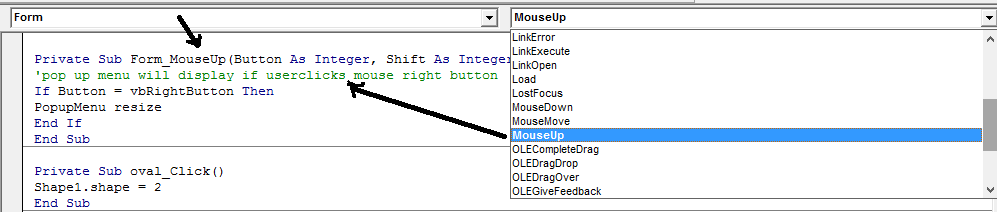 Form
MouseUp
Private Sub Form_MouseUp(Button As Integer, Shift As Integer
'pop up menu will display if userclicks mouse right button
If Button = vbRightButton Then
PopupMenu resize
End If
End Sub
Private Sub oval_Click()
Shape1.shape = 2
End Sub
LinkError
LinkExecute
LinkOpen
Load
LostFocus
MouseDown
MouseMove
MouseUp
OLECompleteDrag
OLEDragDrop
OLEDragOver
OLEGiveFeedback